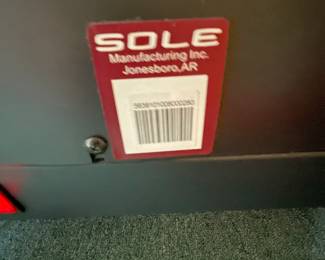 SOLE
Manufacturing Inc.
Jonesboro,AR